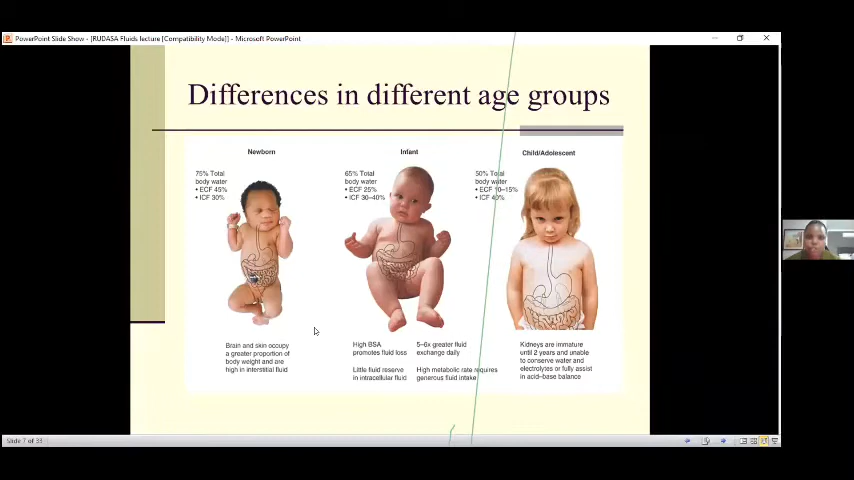 PowerPoint Slide Show - [RUDASA Fluids lecture [Compatibility Mode]] - Microsoft PowerPoint
Differences in different age groups
Newborn
75% Total
body water
• ECF 45%
• ICF 30%
Brain and skin occupy
a greater proportion of
body weight and are
high in interstitial fluid
Infant
65% Total
body water
• ECF 25%
• ICF 30–40%
High BSA
promotes fluid loss
Little fluid reserve
in intracellular fluid
5–6x greater fluid
exchange daily
High metabolic rate requires
generous fluid intake
Child/Adolescent
50% Total
body water
• ECF 10–15%
• ICF 40%
Kidneys are immature
until 2 years and unable
to conserve water and
electrolytes or fully assist
in acid–base balance
Slide 7 of 33